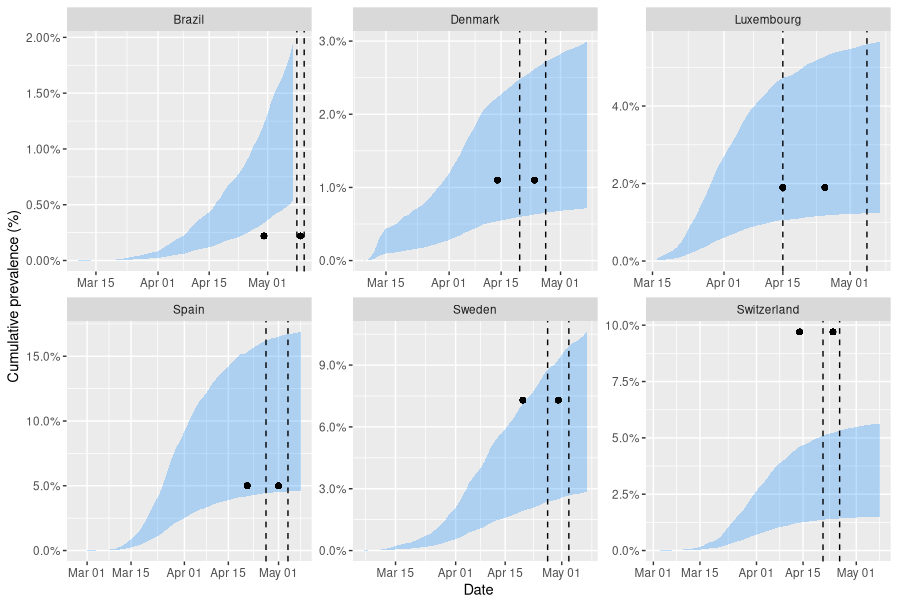 Brazil
Denmark
Luxembourg
2.00%
1.50%
1.00%
0.50%
0.00%
Mar 15
Apr 01
Apr 15
May 01
3.0%
2.0%
1.0%
0.0%
Mar 15
Apr 01
Apr 15
May 01
4.0%
2.0%
0.0%
Mar 15
Apr 01
Apr 15
May 01
Cumulative prevalence (%)
Spain
Sweden
Switzerland
15.0%
10.0%
5.0%
0.0%
Mar 01
Mar 15
Apr 01
Apr 15
May 01
9.0%
6.0%
3.0%
0.0%
Mar 15
Apr 01
Apr 15
May 01
10.0%
7.5%
5.0%
2.5%
0.0%
Mar 01
Mar 15
Apr 01
Apr 15
May 01
Date